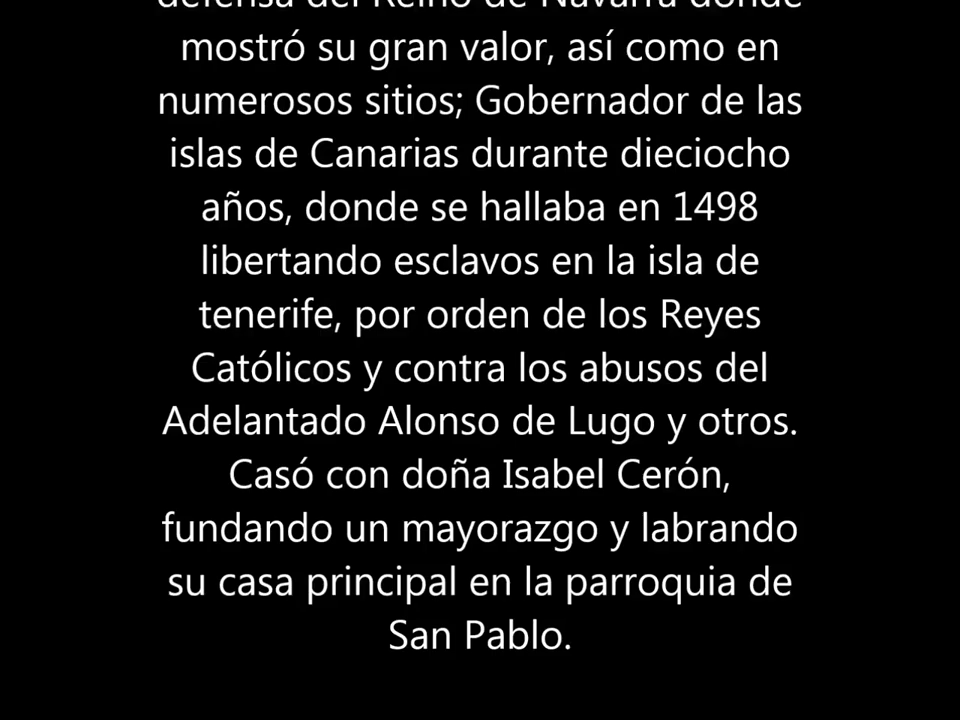 defensa del Reino de Navarra donde
mostró su gran valor, así como en
numerosos sitios; Gobernador de las
islas de Canarias durante dieciocho
años, donde se hallaba en 1498
libertando esclavos en la isla de
tenerife, por orden de los Reyes
Católicos y contra los abusos del
Adelantado Alonso de Lugo y otros.
Casó con doña Isabel Cerón,
fundando un mayorazgo y labrando
su casa principal en la parroquia de
San Pablo.